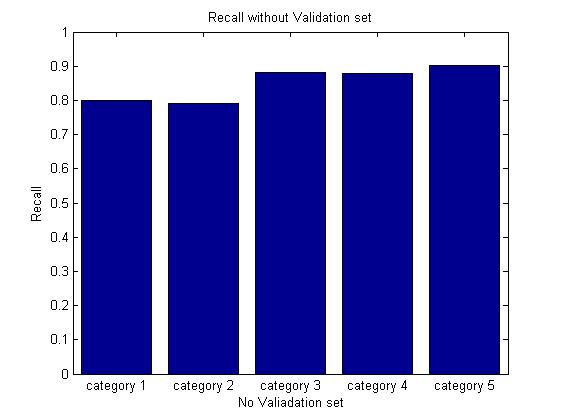 Recall without Validation set
1
0.9
0.8
0.7
0.6
0.5
0.4
0.3
0.2
0.1
0
Recall
category 1 category 2 category 3 category 4 category 5
No Valiadation set